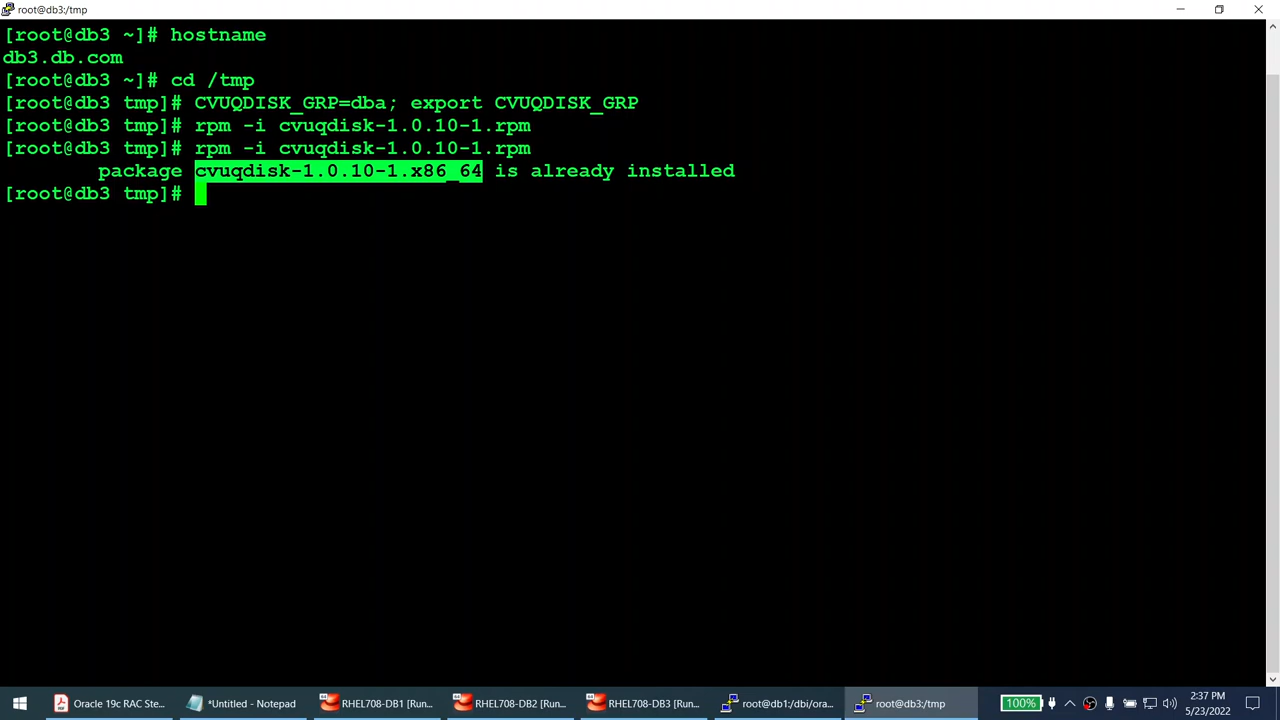 root@db3:/tmp
[root@db3 ~]# hostname
db3.db.com
[root@db3 ~]# cd /tmp
[root@db3 tmp]# CVUQDISK_GRP=dba; export CVUQDISK_GRP
[root@db3 tmp]# rpm -i cvuqdisk-1.0.10-1.rpm
[root@db3 tmp]# rpm -i cvuqdisk-1.0.10-1.rpm
package cvuqdisk-1.0.10-1.x86_64 is already installed
[root@db3 tmp]#
Oracle 19c RAC Ste...
*Untitled - Notepad
RHEL708-DB1 [Run...
RHEL708-DB2 [Run...
RHEL708-DB3 [Run...
root@db1:/dbi/ora...
root@db3:/tmp
100%
2:37 PM
5/23/2022